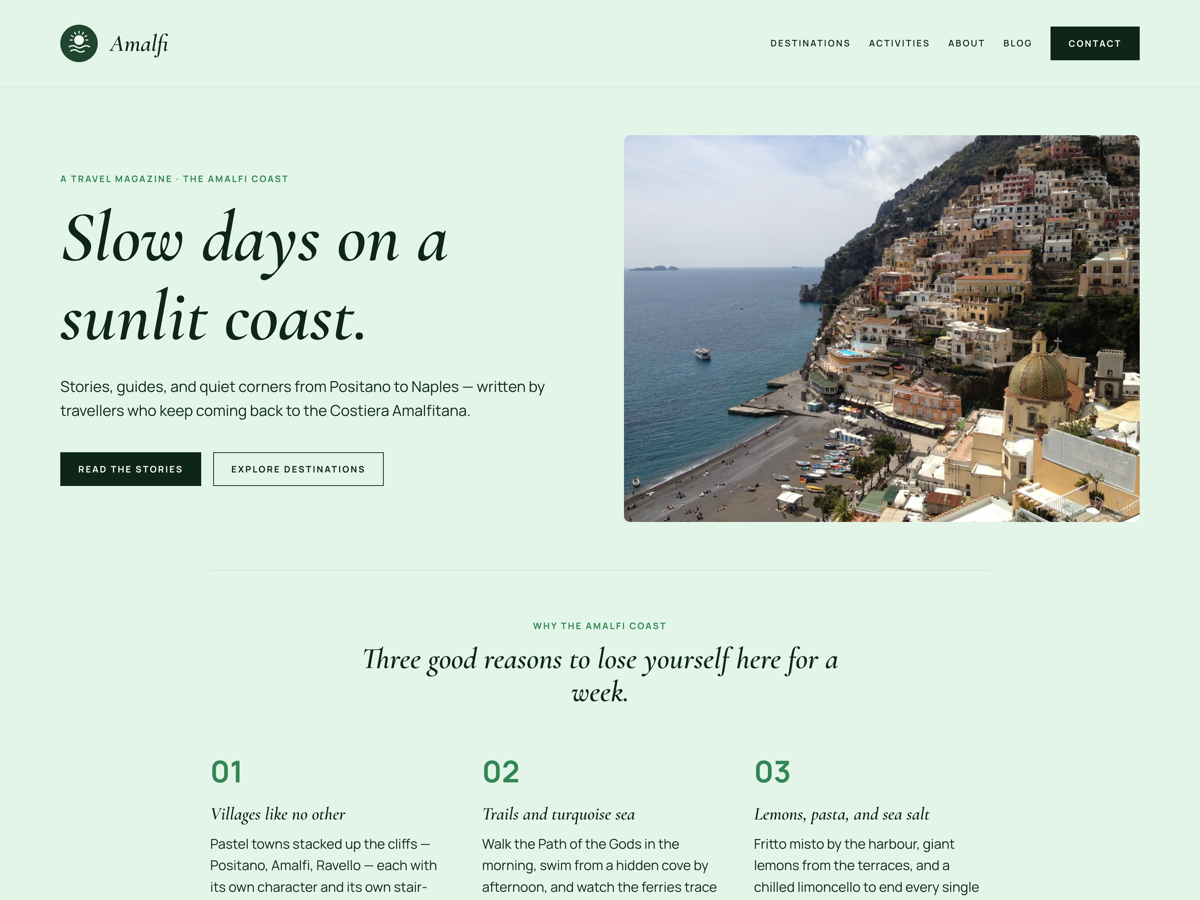 Amalfi
DESTINATIONS ACTIVITIES ABOUT BLOG CONTACT
A TRAVEL MAGAZINE · THE AMALFI COAST
Slow days on a
sunlit coast.
Stories, guides, and quiet corners from Positano to Naples — written by
travellers who keep coming back to the Costiera Amalfitana.
READ THE STORIES EXPLORE DESTINATIONS
WHY THE AMALFI COAST
Three good reasons to lose yourself here for a
week.
01
Villages like no other
Pastel towns stacked up the cliffs —
Positano, Amalfi, Ravello — each with
its own character and its own stair-
02
Trails and turquoise sea
Walk the Path of the Gods in the
morning, swim from a hidden cove by
afternoon, and watch the ferries trace
03
Lemons, pasta, and sea salt
Fritto misto by the harbour, giant
lemons from the terraces, and a
chilled limoncello to end every single